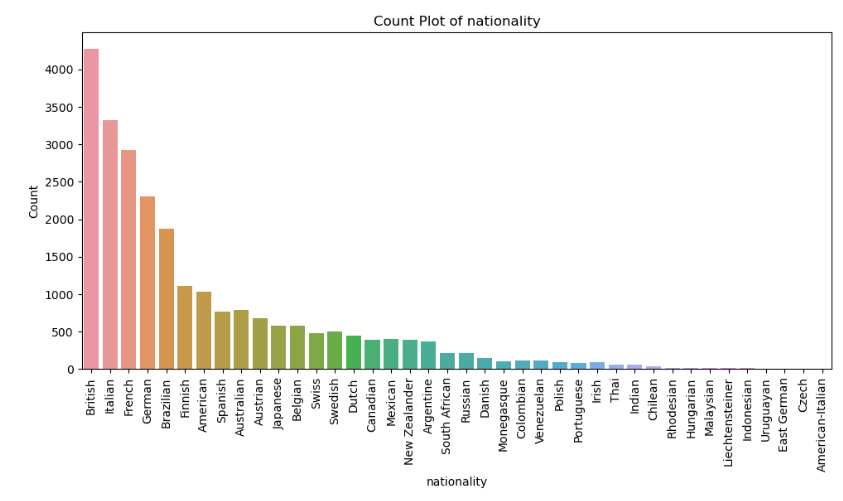 Count Plot of nationality
Count
4000
3500
3000
2500
2000
1500
1000
500
0
British
Italian
French
German
Brazilian
Finnish
American
Spanish
Australian
Austrian
Japanese
Belgian
Swiss
Swedish
Dutch
Canadian
Mexican
New Zealander
Argentine
South African
Russian
Danish
Monegasque
Colombian
Venezuelan
Polish
Portuguese
Irish
Thai
Indian
Chilean
Rhodesian
Hungarian
Malaysian
Liechtensteiner
Indonesian
Uruguayan
East German
Czech
American-Italian
nationality